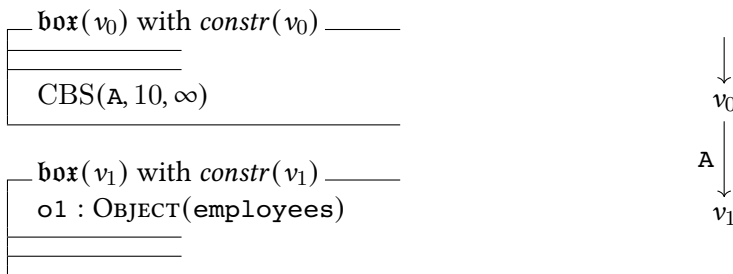 𝔟𝔬𝔵(v₀) with constr(v₀)
CBS(A, 10, ∞)
𝔟𝔬𝔵(v₁) with constr(v₁)
o1 : OBJECT(employees)
v₀
A
v₁